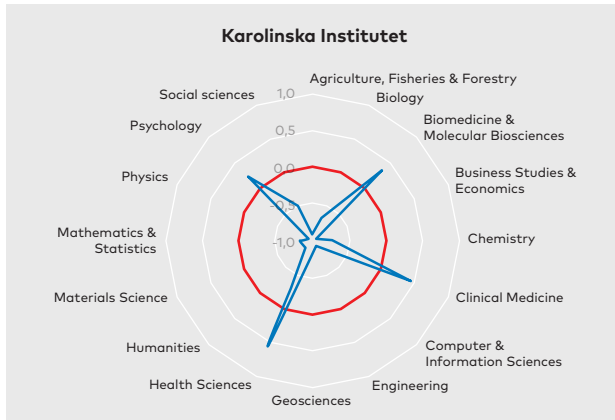 Karolinska Institutet
Agriculture, Fisheries & Forestry
Biology
Biomedicine &
Molecular Biosciences
Business Studies &
Economics
Chemistry
Clinical Medicine
Computer &
Information Sciences
Engineering
Geosciences
Health Sciences
Humanities
Materials Science
Mathematics &
Statistics
Physics
Psychology
Social sciences
1,0
0,5
0,0
-0,5
-1,0